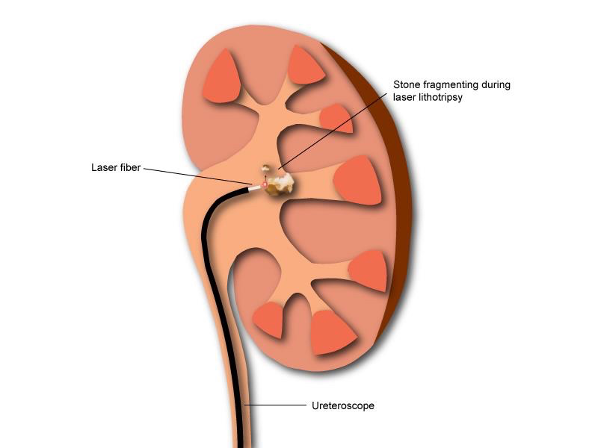 Stone fragmenting during
laser lithotripsy
Laser fiber
Ureteroscope